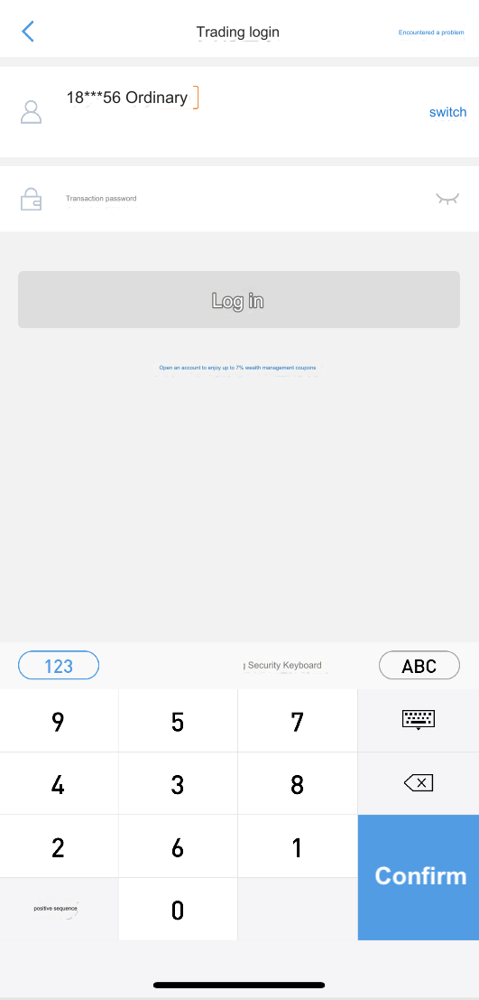 Trading login
Encountered a problem
18***56 Ordinary
switch
Transaction password
Log in
Open an account to enjoy up to 7% wealth management coupons
123
Security Keyboard
ABC
9 5 7
4 3 8
2 6 1
Confirm
positive sequence
0